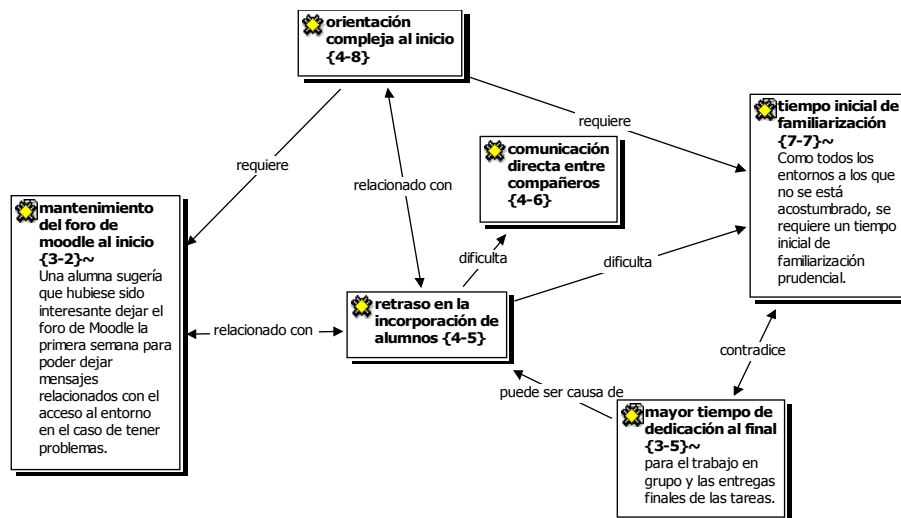 orientación
compleja al inicio
{4-8}
requiere
requiere
relacionado con
comunicación
directa entre
compañeros
{4-6}
tiempo inicial de
familiarización
{7-7}~
Como todos los
entornos a los que
no se está
acostumbrado, se
requiere un tiempo
inicial de
familiarización
prudencial.
mantenimiento
del foro de
moodle al inicio
{3-2}~
Una alumna sugería
que hubiese sido
interesante dejar el
foro de Moodle la
primera semana para
poder dejar
mensajes
relacionados con el
acceso al entorno
en el caso de tener
problemas.
dificulta
dificulta
relacionado con
retraso en la
incorporación de
alumnos {4-5}
contradice
puede ser causa de
mayor tiempo de
dedicación al final
{3-5}~
para el trabajo en
grupo y las entregas
finales de las tareas.